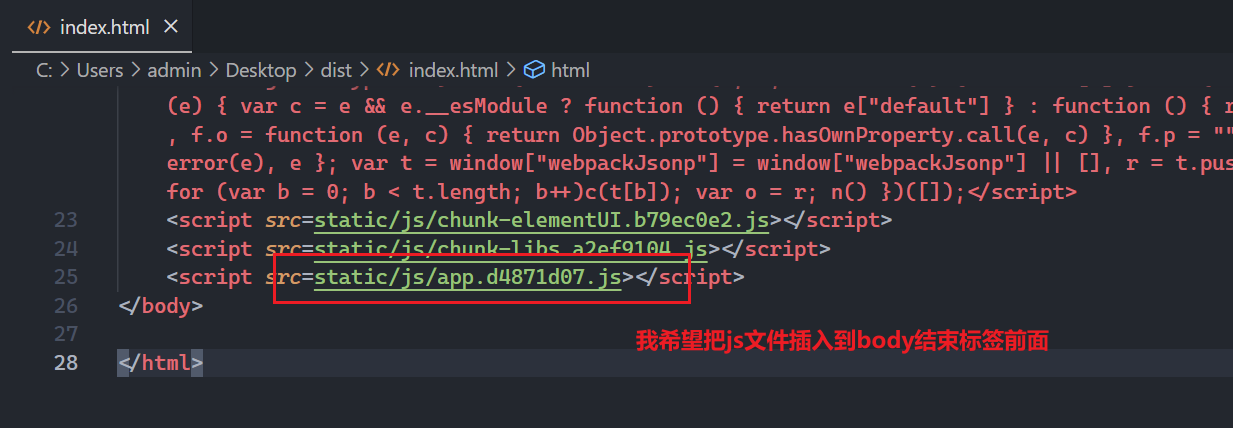 index.html
C: > Users > admin > Desktop > dist > index.html > html
(e) { var c = e && e.__esModule ? function () { return e["default"] } : function () { r
, f.o = function (e, c) { return Object.prototype.hasOwnProperty.call(e, c) }, f.p = ""
error(e), e }; var t = window["webpackJsonp"] = window["webpackJsonp"] || [], r = t.pus
for (var b = 0; b < t.length; b++)c(t[b]); var o = r; n() })([]);</script>
23 <script src=static/js/chunk-elementUI.b79ec0e2.js></script>
24 <script src=static/js/chunk-libs.a2ef9104.js></script>
25 <script src=static/js/app.d4871d07.js></script>
26 </body>
27
我希望把js文件插入到body结束标签前面
28 </html>